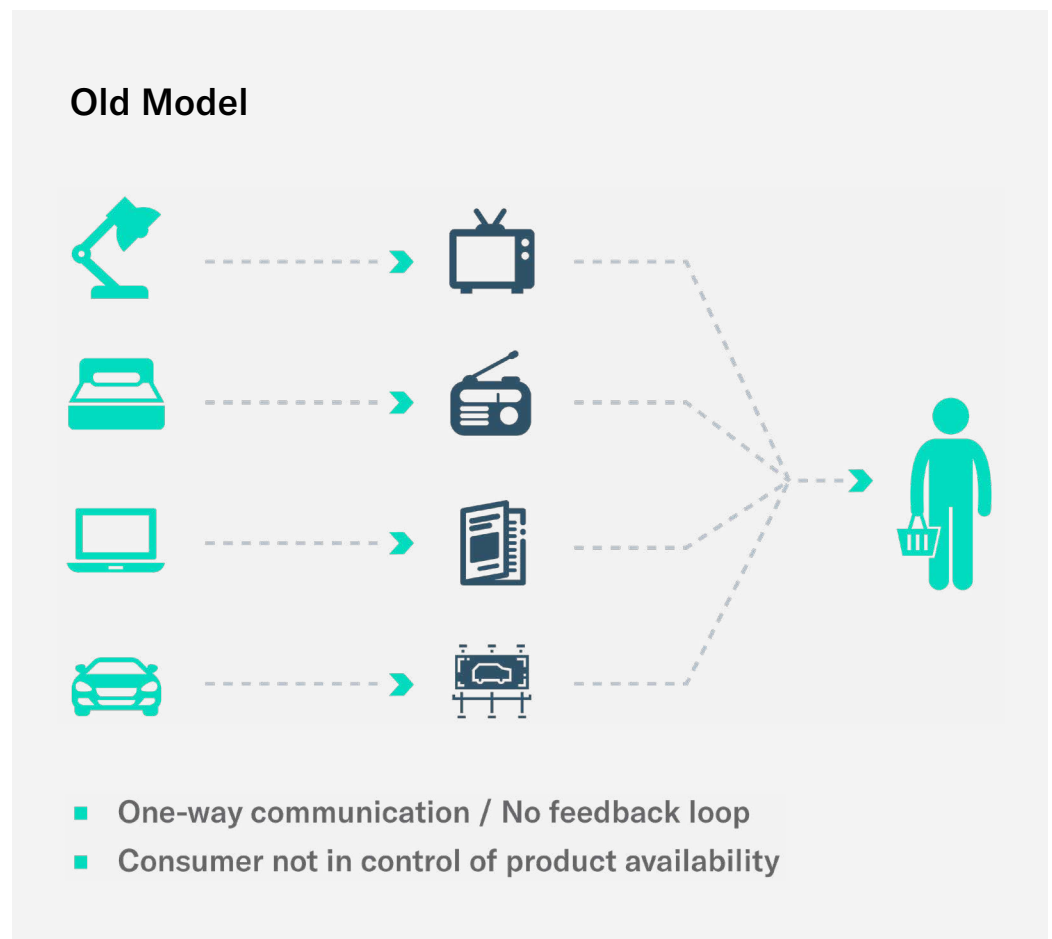 Old Model
One-way communication / No feedback loop
Consumer not in control of product availability